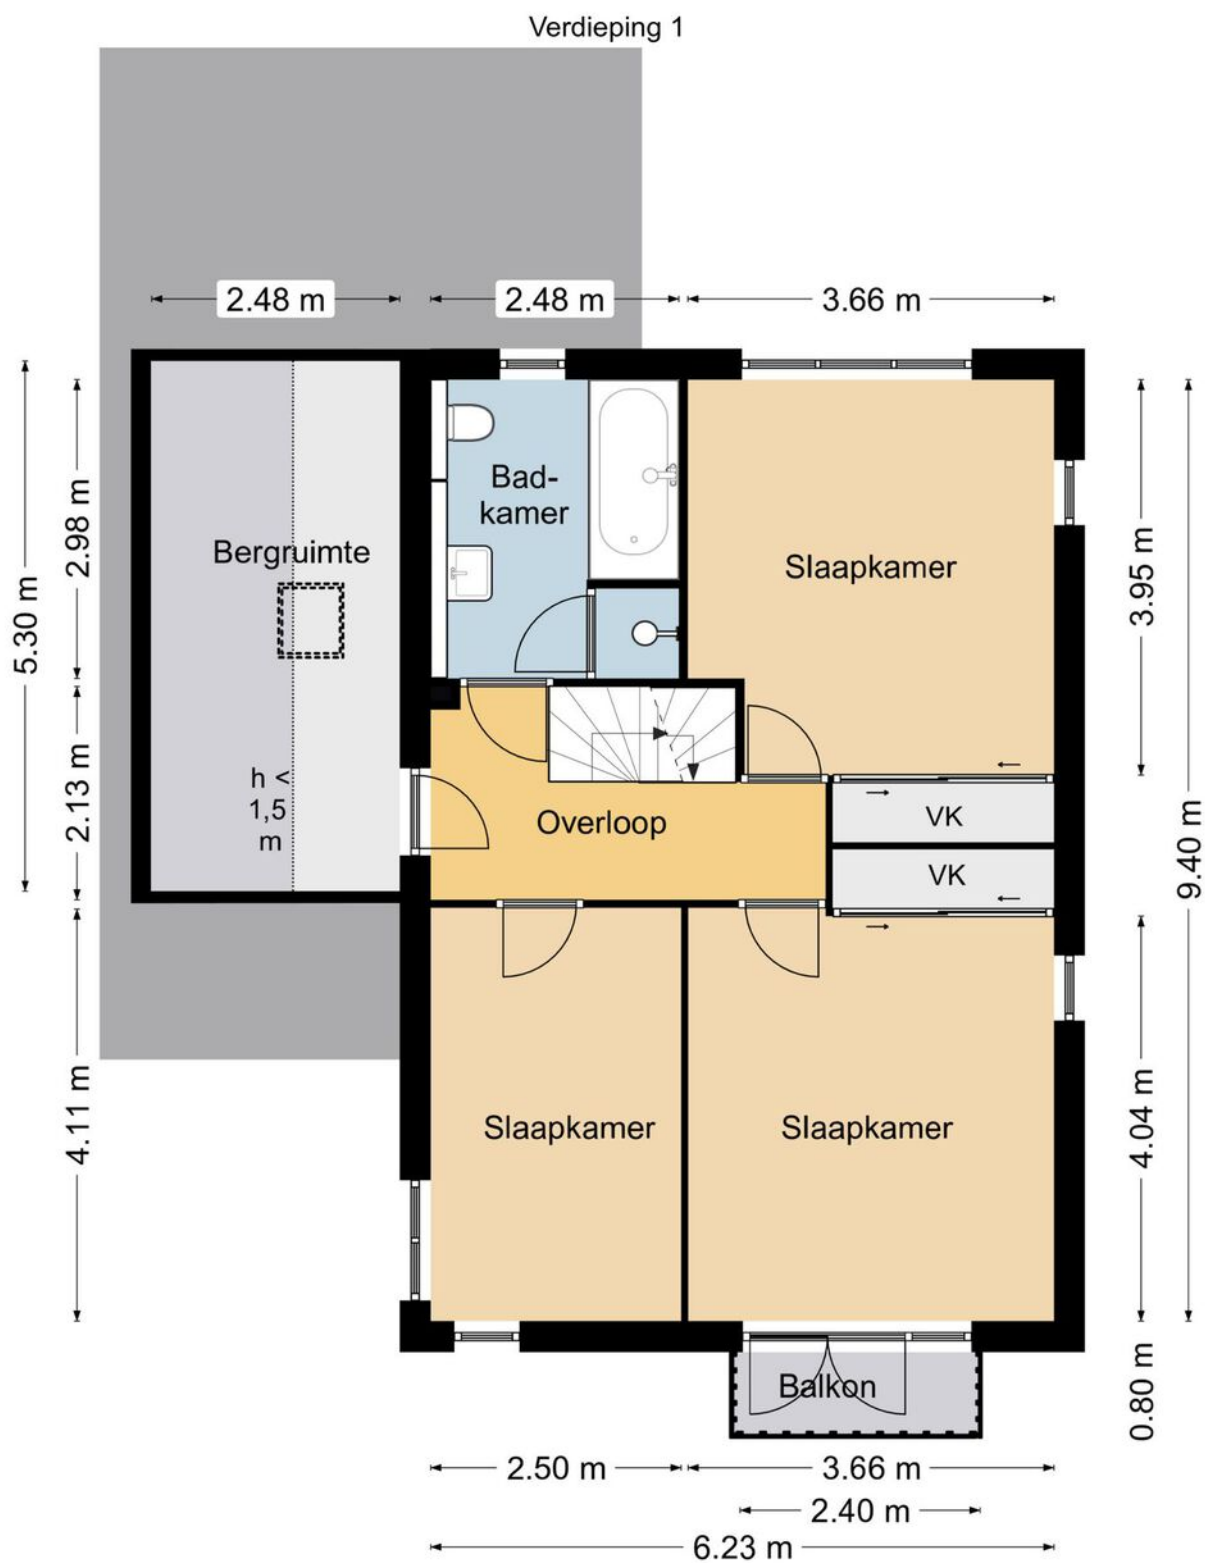 Verdieping 1
2.48 m
2.48 m
3.66 m
5.30 m
2.98 m
2.13 m
4.11 m
Bad-
kamer
Bergruimte
Slaapkamer
3.95 m
9.40 m
h <
1,5
m
Overloop
VK
VK
Slaapkamer
Slaapkamer
4.04 m
0.80 m
Balkon
2.50 m
3.66 m
2.40 m
6.23 m